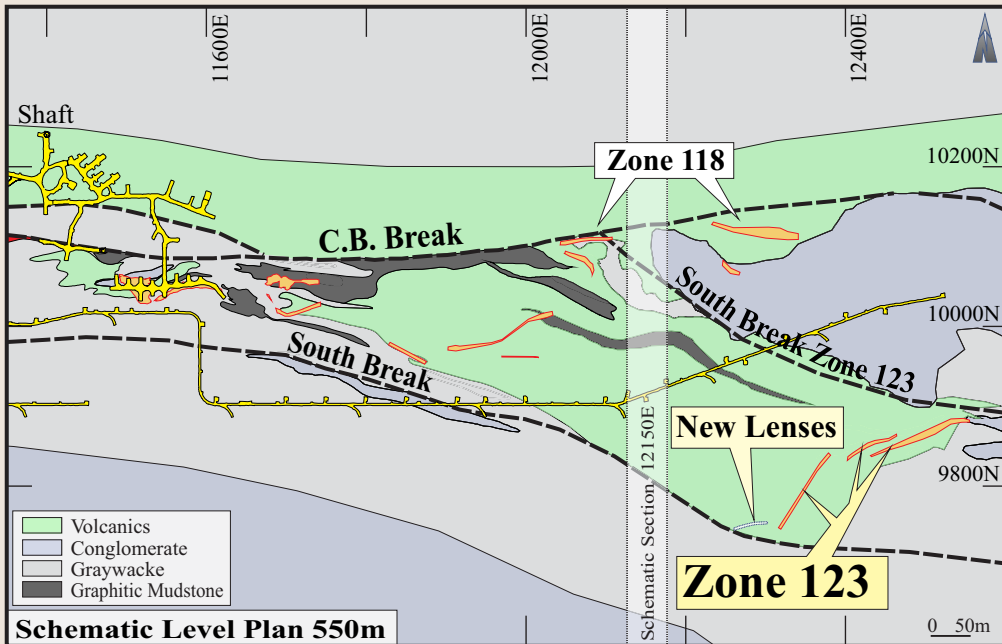 11600E
12000E
12400E
Shaft
10200N
Zone 118
C.B. Break
10000N
South Break Zone 123
South Break
New Lenses
9800N
Schematic Section 12150E
Zone 123
Volcanics
Conglomerate
Graywacke
Graphitic Mudstone
Schematic Level Plan 550m
0 50m